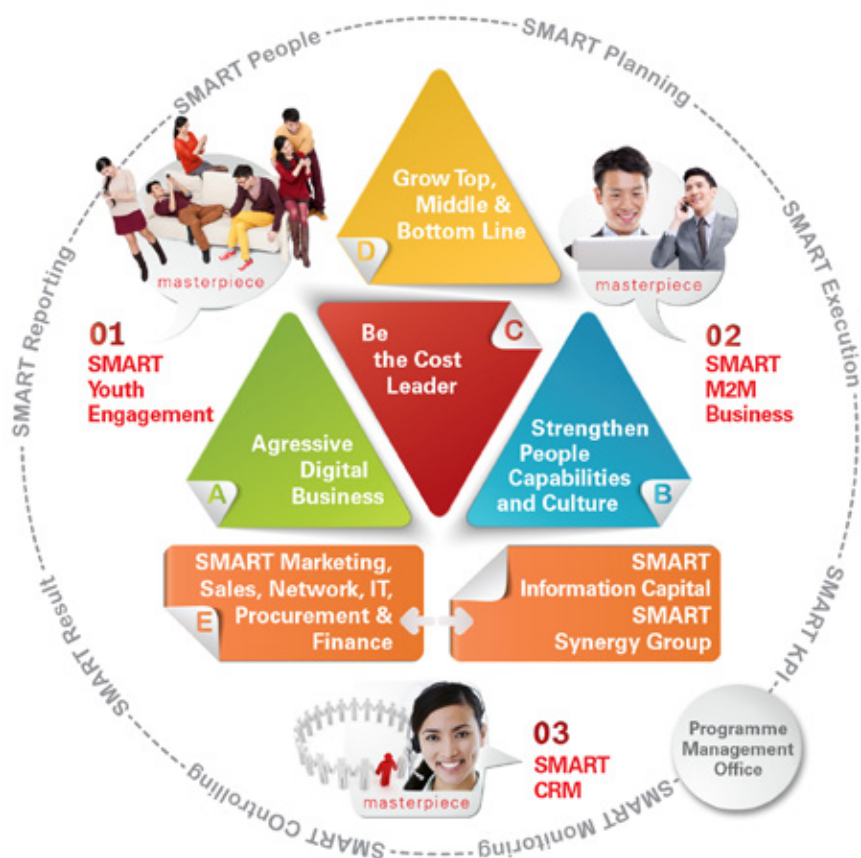 SMART People
SMART Planning
SMART Execution
SMART KPI
SMART Monitoring
SMART Controlling
SMART Result
SMART Reporting
Grow Top,
Middle &
Bottom Line
D
masterpiece
masterpiece
01
SMART
Youth
Engagement
Be
the Cost
Leader
C
02
SMART
M2M
Business
Agressive
Digital
Business
A
Strengthen
People
Capabilities
and Culture
B
SMART Marketing,
Sales, Network, IT,
Procurement &
Finance
E
SMART
Information Capital
SMART
Synergy Group
masterpiece
03
SMART
CRM
Programme
Management
Office